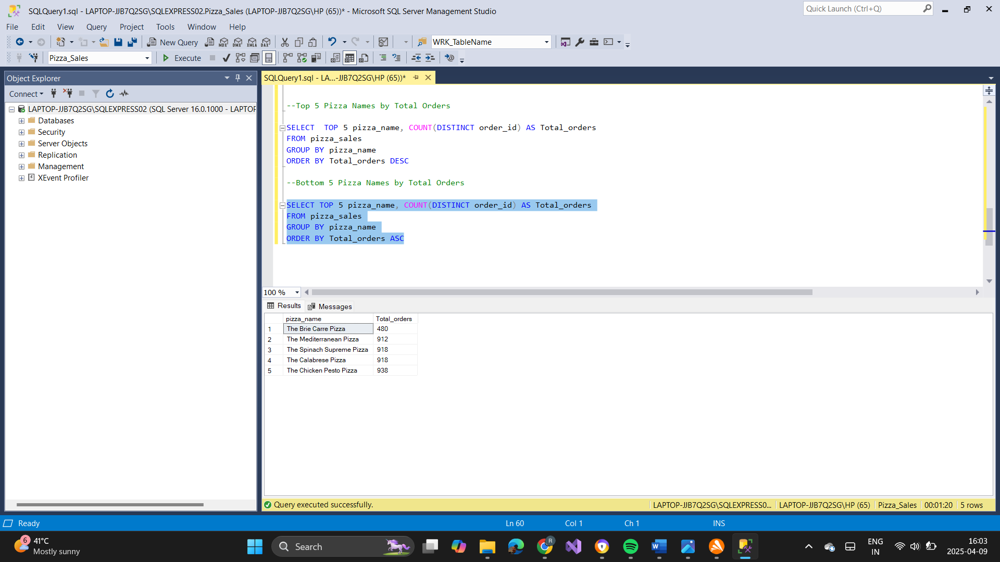 SQLQuery1.sql - LAPTOP-JJB7Q2SG\SQLEXPRESS02.Pizza_Sales (LAPTOP-JJB7Q2SG\HP (65))* - Microsoft SQL Server Management Studio
Quick Launch (Ctrl+Q)
File Edit View Query Project Tools Window Help
New Query
MDX DMX XMLA DAX
WRK_TableName
Pizza_Sales
Execute
Object Explorer
Connect
LAPTOP-JJB7Q2SG\SQLEXPRESS02 (SQL Server 16.0.1000 - LAPTOP
Databases
Security
Server Objects
Replication
Management
XEvent Profiler
SQLQuery1.sql - LA...-JJB7Q2SG\HP (65))*
--Top 5 Pizza Names by Total Orders
SELECT  TOP 5 pizza_name, COUNT(DISTINCT order_id) AS Total_orders
FROM pizza_sales
GROUP BY pizza_name
ORDER BY Total_orders DESC
--Bottom 5 Pizza Names by Total Orders
SELECT TOP 5 pizza_name, COUNT(DISTINCT order_id) AS Total_orders
FROM pizza_sales
GROUP BY pizza_name
ORDER BY Total_orders ASC
100 %
Results Messages
pizza_name Total_orders
1 The Brie Carre Pizza 480
2 The Mediterranean Pizza 912
3 The Spinach Supreme Pizza 918
4 The Calabrese Pizza 918
5 The Chicken Pesto Pizza 938
Query executed successfully.
LAPTOP-JJB7Q2SG\SQLEXPRESS0... LAPTOP-JJB7Q2SG\HP (65) Pizza_Sales 00:01:20 5 rows
Ready Ln 60 Col 1 Ch 1 INS
6
41°C
Mostly sunny
Search
R
ENG
IN
16:03
2025-04-09